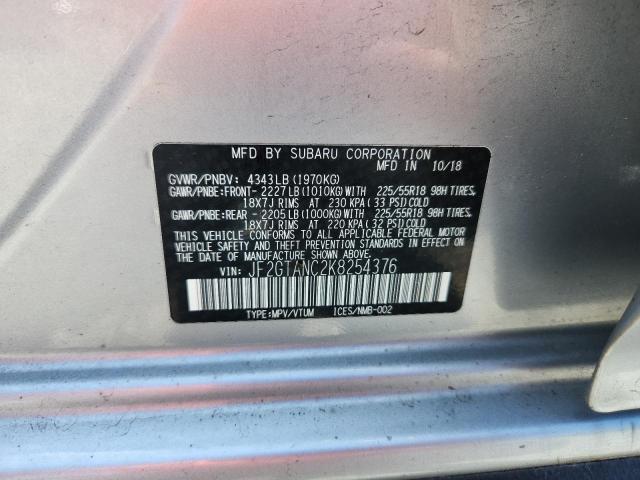 MFD BY SUBARU CORPORATION
MFD IN 10/18
GVWR/PNBV: 4343LB(1970KG)
GAWR/PNBE:FRONT- 2227LB(1010KG)WITH 225/55R18 98H TIRES,
18X7J RIMS AT 230 KPA(33 PSI)COLD
GAWR/PNBE:REAR - 2205LB(1000KG)WITH 225/55R18 98H TIRES,
18X7J RIMS AT 220 KPA(32 PSI)COLD
THIS VEHICLE CONFORMS TO ALL APPLICABLE FEDERAL MOTOR
VEHICLE SAFETY AND THEFT PREVENTION STANDARDS IN EFFECT
ON THE DATE OF MANUFACTURE SHOWN ABOVE.
VIN: JF2GTANC2K8254376
TYPE:MPV/VTUM ICES/NMB-002